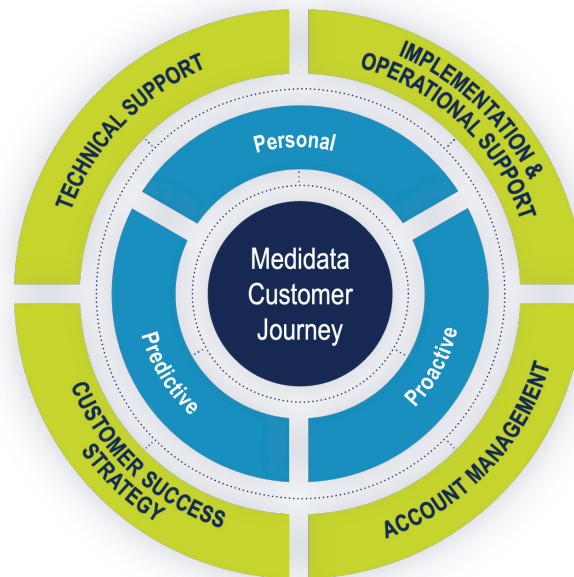 TECHNICAL SUPPORT
IMPLEMENTATION &
OPERATIONAL SUPPORT
Personal
Medidata
Customer
Journey
Predictive
Proactive
CUSTOMER SUCCESS
STRATEGY
ACCOUNT MANAGEMENT